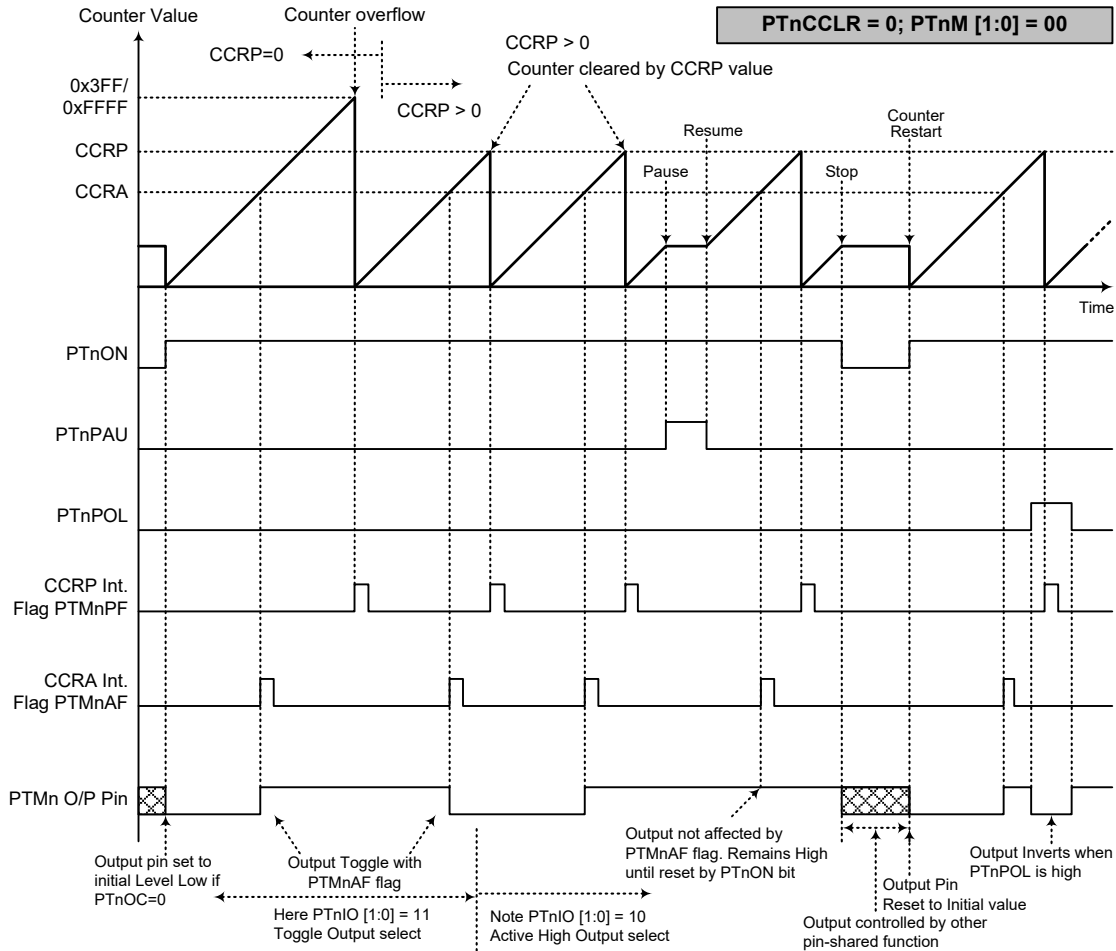 Counter Value
Counter overflow
PTnCCLR = 0; PTnM [1:0] = 00
CCRP=0
CCRP > 0
CCRP > 0
Counter cleared by CCRP value
0x3FF/
0xFFFF
CCRP
CCRA
Pause
Resume
Stop
Counter
Restart
Time
PTnON
PTnPAU
PTnPOL
CCRP Int.
Flag PTMnPF
CCRA Int.
Flag PTMnAF
PTMn O/P Pin
Output pin set to
initial Level Low if
PTnOC=0
Output Toggle with
PTMnAF flag
Here PTnIO [1:0] = 11
Toggle Output select
Note PTnIO [1:0] = 10
Active High Output select
Output not affected by
PTMnAF flag. Remains High
until reset by PTnON bit
Output Pin
Reset to Initial value
Output controlled by other
pin-shared function
Output Inverts when
PTnPOL is high